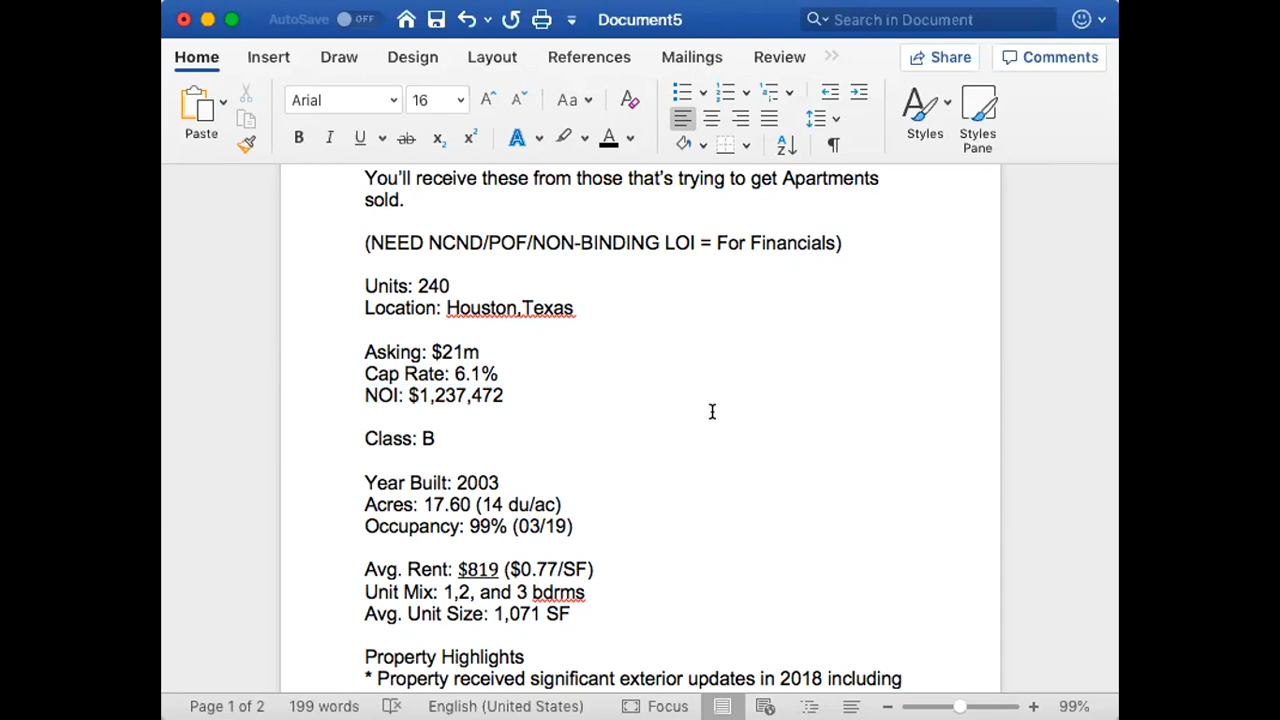 AutoSave OFF Document5 Search in Document
Home Insert Draw Design Layout References Mailings Review Share Comments
Arial 16 Aa
Paste Styles Styles Pane
You'll receive these from those that's trying to get Apartments
sold.
(NEED NCND/POF/NON-BINDING LOI = For Financials)
Units: 240
Location: Houston,Texas
Asking: $21m
Cap Rate: 6.1%
NOI: $1,237,472
Class: B
Year Built: 2003
Acres: 17.60 (14 du/ac)
Occupancy: 99% (03/19)
Avg. Rent: $819 ($0.77/SF)
Unit Mix: 1,2, and 3 bdrms
Avg. Unit Size: 1,071 SF
Property Highlights
* Property received significant exterior updates in 2018 including
Page 1 of 2 199 words English (United States) Focus 99%